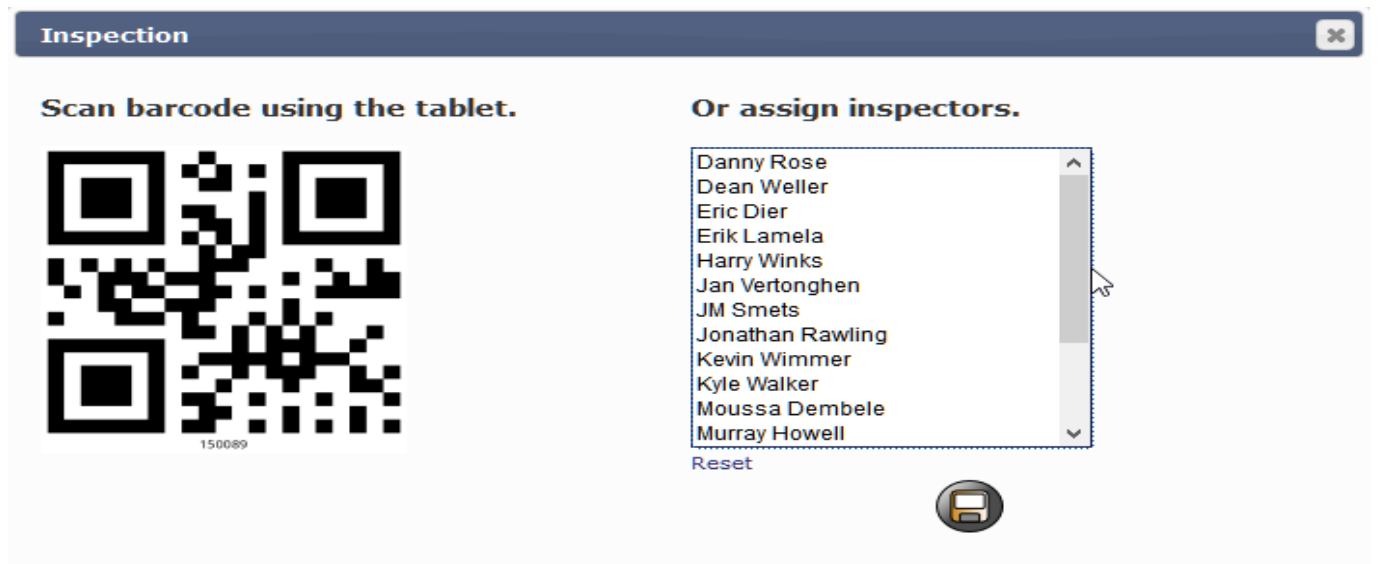 Inspection
Scan barcode using the tablet.
150089
Or assign inspectors.
Danny Rose
Dean Weller
Eric Dier
Erik Lamela
Harry Winks
Jan Vertonghen
JM Smets
Jonathan Rawling
Kevin Wimmer
Kyle Walker
Moussa Dembele
Murray Howell
Reset